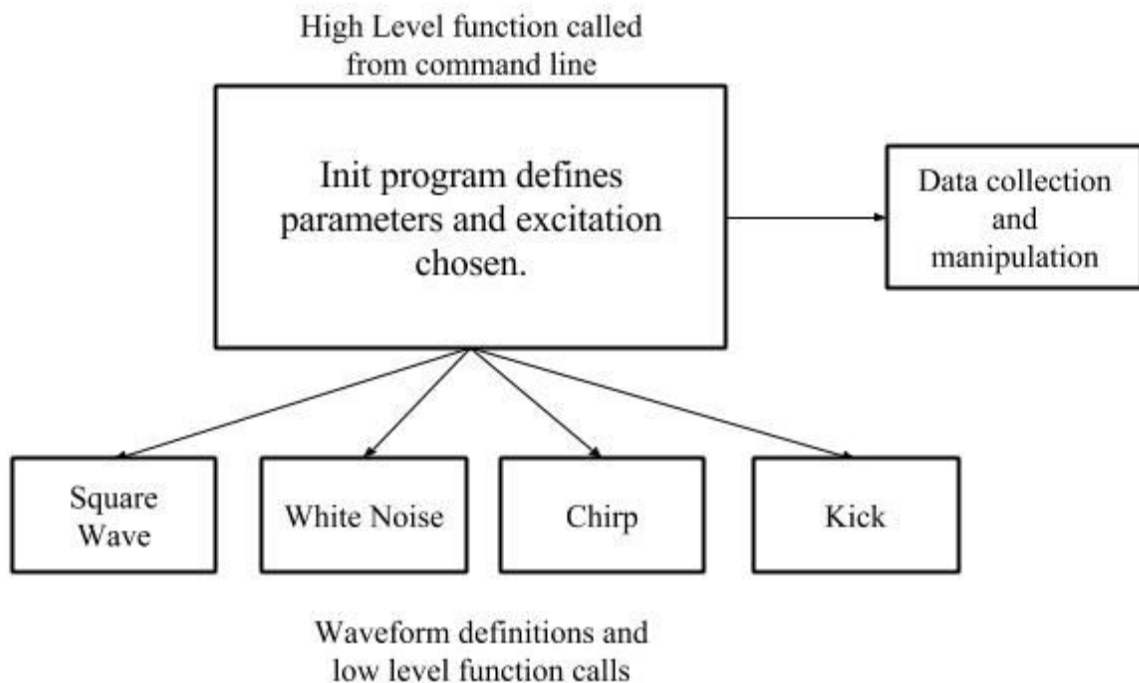 High Level function called
from command line
Init program defines
parameters and excitation
chosen.
Data collection
and
manipulation
Square
Wave
White Noise
Chirp
Kick
Waveform definitions and
low level function calls